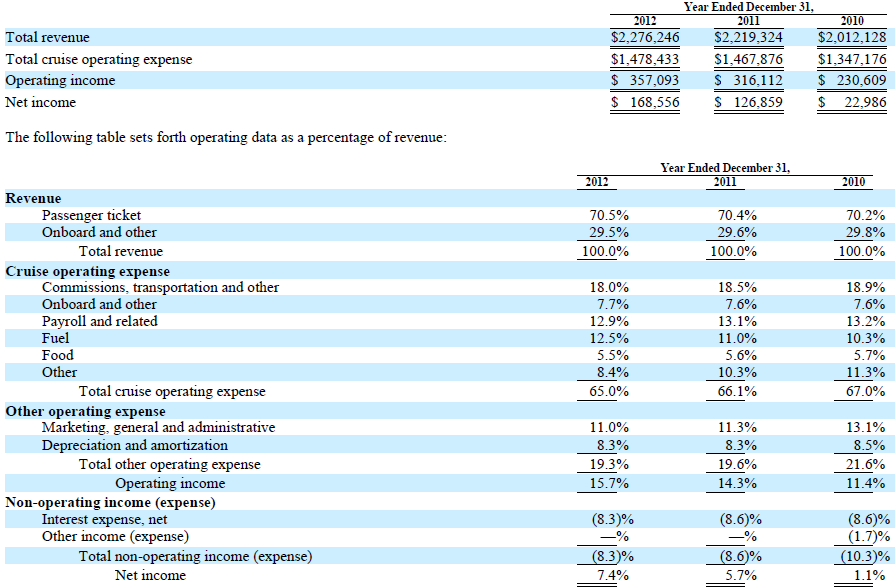 Year Ended December 31,
2012 2011 2010
Total revenue $2,276,246 $2,219,324 $2,012,128
Total cruise operating expense $1,478,433 $1,467,876 $1,347,176
Operating income $ 357,093 $ 316,112 $ 230,609
Net income $ 168,556 $ 126,859 $ 22,986
The following table sets forth operating data as a percentage of revenue:
Year Ended December 31,
2012 2011 2010
Revenue
Passenger ticket 70.5% 70.4% 70.2%
Onboard and other 29.5% 29.6% 29.8%
Total revenue 100.0% 100.0% 100.0%
Cruise operating expense
Commissions, transportation and other 18.0% 18.5% 18.9%
Onboard and other 7.7% 7.6% 7.6%
Payroll and related 12.9% 13.1% 13.2%
Fuel 12.5% 11.0% 10.3%
Food 5.5% 5.6% 5.7%
Other 8.4% 10.3% 11.3%
Total cruise operating expense 65.0% 66.1% 67.0%
Other operating expense
Marketing, general and administrative 11.0% 11.3% 13.1%
Depreciation and amortization 8.3% 8.3% 8.5%
Total other operating expense 19.3% 19.6% 21.6%
Operating income 15.7% 14.3% 11.4%
Non-operating income (expense)
Interest expense, net (8.3)% (8.6)% (8.6)%
Other income (expense) —% —% (1.7)%
Total non-operating income (expense) (8.3)% (8.6)% (10.3)%
Net income 7.4% 5.7% 1.1%